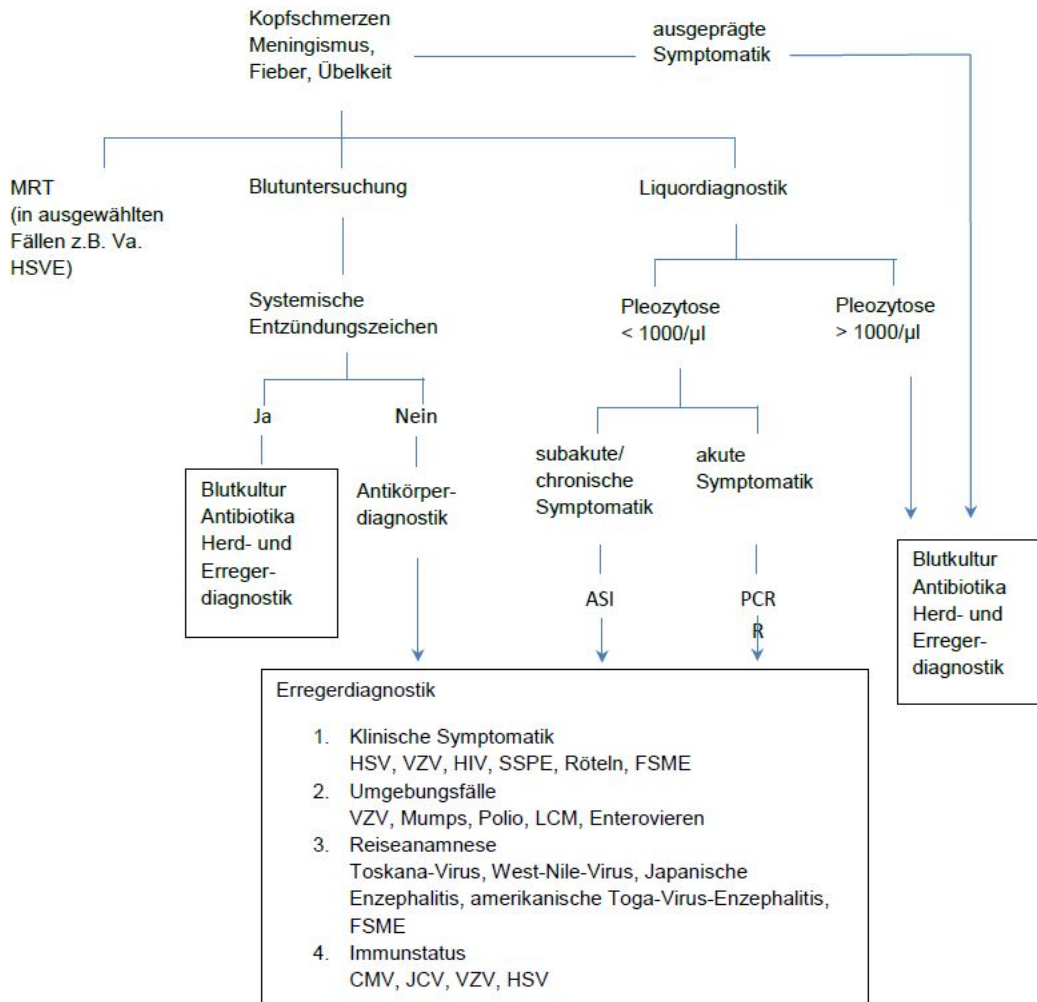 Kopfschmerzen
Meningismus,
Fieber, Übelkeit
ausgeprägte
Symptomatik
MRT
(in ausgewählten
Fällen z.B. Va.
HSVE)
Blutuntersuchung
Liquordiagnostik
Systemische
Entzündungszeichen
Pleozytose
< 1000/µl
Pleozytose
> 1000/µl
Ja
Nein
subakute/
chronische
Symptomatik
akute
Symptomatik
Blutkultur
Antibiotika
Herd- und
Erreger-
diagnostik
Antikörper-
diagnostik
ASI
PCR
R
Blutkultur
Antibiotika
Herd- und
Erreger-
diagnostik
Erregerdiagnostik
1. Klinische Symptomatik
HSV, VZV, HIV, SSPE, Röteln, FSME
2. Umgebungsfälle
VZV, Mumps, Polio, LCM, Enterovieren
3. Reiseanamnese
Toskana-Virus, West-Nile-Virus, Japanische
Enzephalitis, amerikanische Toga-Virus-Enzephalitis,
FSME
4. Immunstatus
CMV, JCV, VZV, HSV